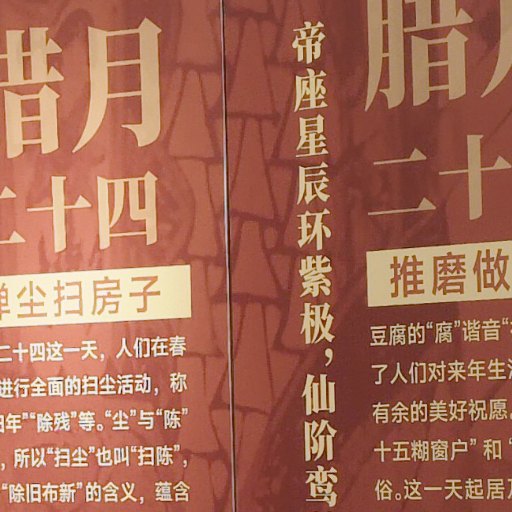 腊月
二十四
掸尘扫房子
二十四这一天，人们在春
进行全面的扫尘活动，称
旧年”“除残”等。“尘”与“陈”
，所以“扫尘”也叫“扫陈”，
“除旧布新”的含义，蕴含
帝座星辰环紫极，仙阶鸾
腊月
二十
推磨做
豆腐的“腐”谐音“
了人们对来年生活
有余的美好祝愿。
十五糊窗户” 和 “
俗。这一天起居